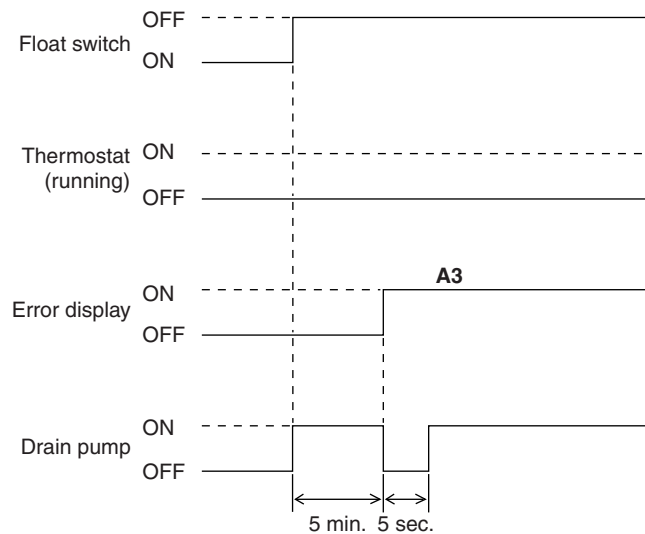 OFF
Float switch
ON
Thermostat ON
(running)
OFF
A3
ON
Error display
OFF
ON
Drain pump
OFF
5 min. 5 sec.